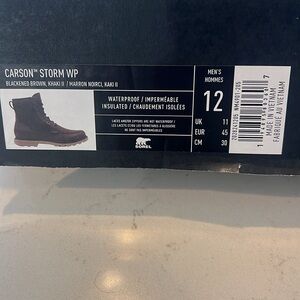 CARSON™ STORM WP
BLACKENED BROWN, KHAKI II / MARRON NOIRCI, KAKI II
WATERPROOF / IMPERMÉABLE
INSULATED / CHAUDEMENT ISOLÉES
SOREL
MEN'S
HOMMES
12
UK 11
EUR 45
CM 30
MADE IN VIETNAM
FABRIQUÉ AU VIETNAM